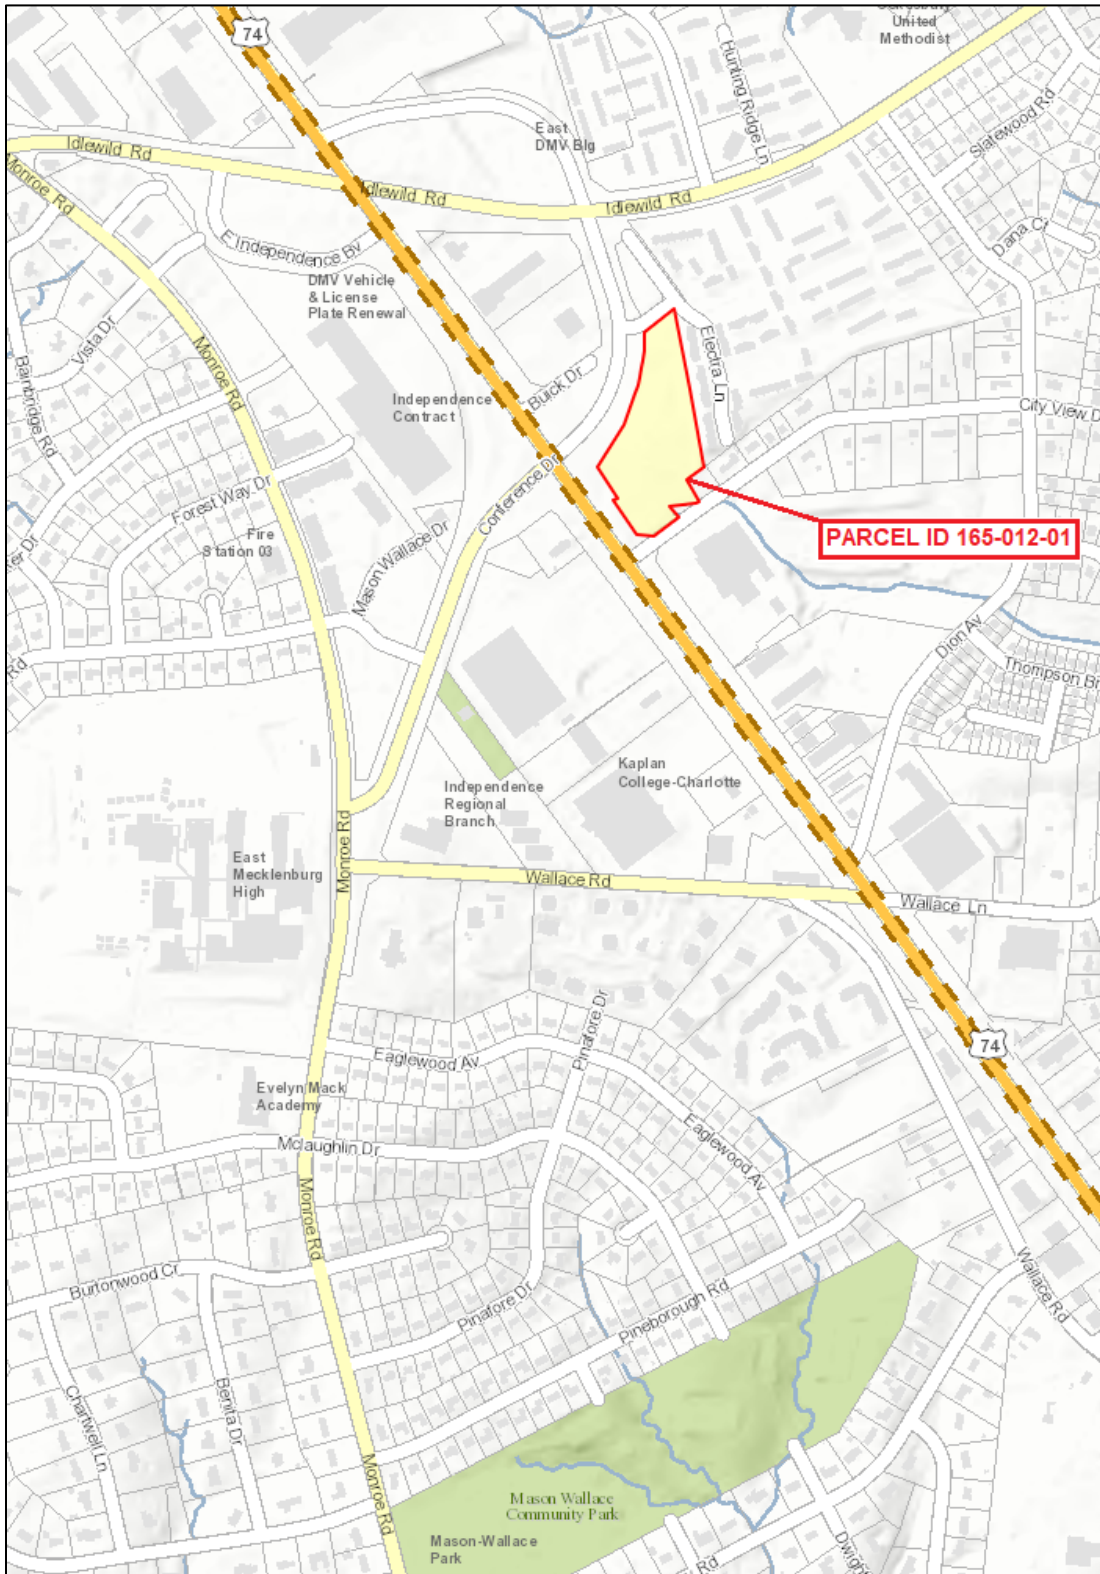 United
Methodist
74
Hunting Ridge Ln
Slatewood Rd
East
DMV Blg
Idlewild Rd
Monroe Rd
Idlewild Rd
Idlewild Rd
E Independence Bv
Dana Ct
DMV Vehicle
& License
Plate Renewal
Vista Dr
Bainbridge Rd
Monroe Rd
Electra Ln
Buick Dr
Independence
Contract
City View D
Conference Dr
Forest Way Dr
Fire
Station 03
Mason Wallace Dr
PARCEL ID 165-012-01
er Dr
Rd
Dion Av
Thompson Br
Kaplan
College-Charlotte
Independence
Regional
Branch
Monroe Rd
East
Mecklenburg
High
Wallace Rd
Wallace Ln
Pinafore Dr
74
Eaglewood Av
Evelyn Mack
Academy
Eaglewood Av
Mclaughlin Dr
Monroe Rd
Burtonwood Cr
Pinafore Dr
Pineborough Rd
Wallace Rd
Chartwell Ln
Benita Dr
Monroe Rd
Mason Wallace
Community Park
Mason-Wallace
Park
Rd
Dwight